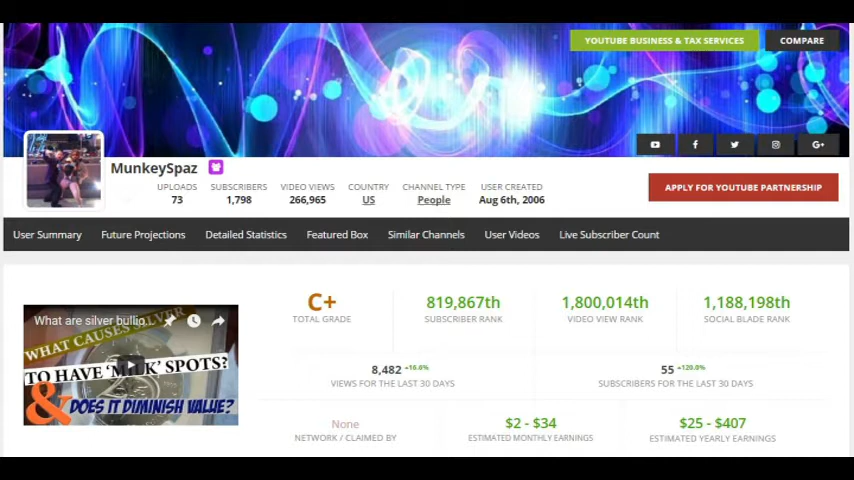 YOUTUBE BUSINESS & TAX SERVICES COMPARE
MunkeySpaz
UPLOADS SUBSCRIBERS VIDEO VIEWS COUNTRY CHANNEL TYPE USER CREATED
73 1,798 266,965 US People Aug 6th, 2006
APPLY FOR YOUTUBE PARTNERSHIP
User Summary Future Projections Detailed Statistics Featured Box Similar Channels User Videos Live Subscriber Count
C+ 819,867th 1,800,014th 1,188,198th
TOTAL GRADE SUBSCRIBER RANK VIDEO VIEW RANK SOCIAL BLADE RANK
What are silver bullio...
WHAT CAUSES SILVER
TO HAVE 'MILK' SPOTS?
& DOES IT DIMINISH VALUE?
8,482 +16.6% 55 +120.0%
VIEWS FOR THE LAST 30 DAYS SUBSCRIBERS FOR THE LAST 30 DAYS
None $2 - $34 $25 - $407
NETWORK / CLAIMED BY ESTIMATED MONTHLY EARNINGS ESTIMATED YEARLY EARNINGS